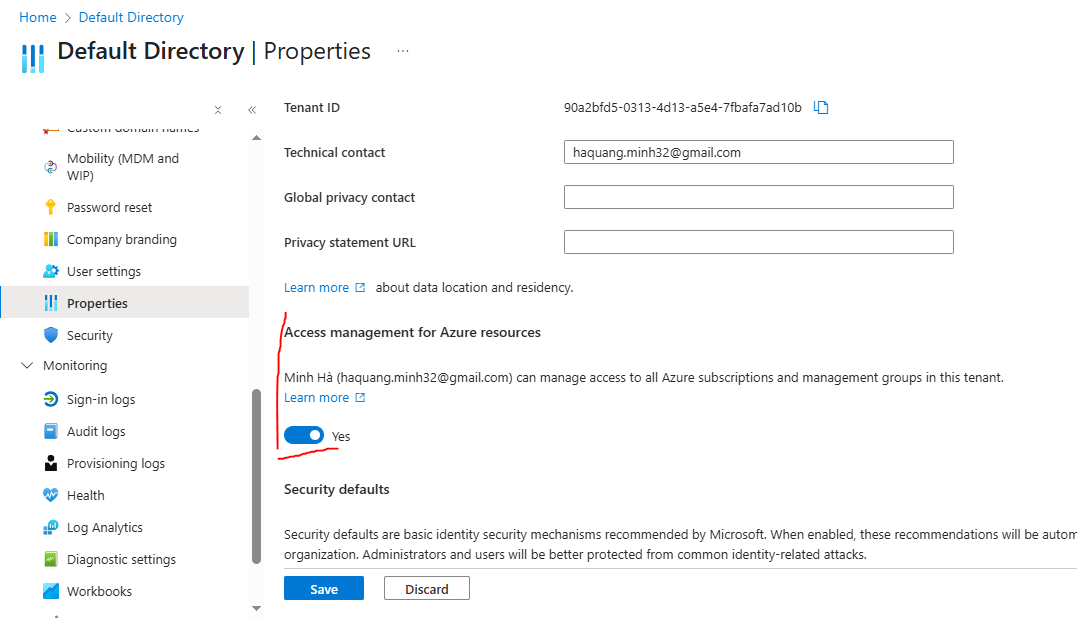 Home > Default Directory
Default Directory | Properties ...
Custom domain names
Mobility (MDM and
WIP)
Password reset
Company branding
User settings
Properties
Security
Monitoring
Sign-in logs
Audit logs
Provisioning logs
Health
Log Analytics
Diagnostic settings
Workbooks
Tenant ID 90a2bfd5-0313-4d13-a5e4-7fbafa7ad10b
Technical contact haquang.minh32@gmail.com
Global privacy contact
Privacy statement URL
Learn more about data location and residency.
Access management for Azure resources
Minh Hà (haquang.minh32@gmail.com) can manage access to all Azure subscriptions and management groups in this tenant.
Learn more
Yes
Security defaults
Security defaults are basic identity security mechanisms recommended by Microsoft. When enabled, these recommendations will be autom
organization. Administrators and users will be better protected from common identity-related attacks.
Save Discard